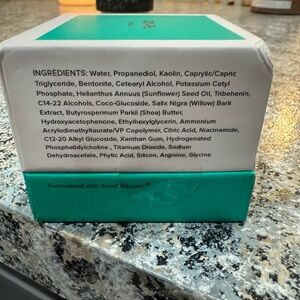 INGREDIENTS: Water, Propanediol, Kaolin, Caprylic/Capric
Triglyceride, Bentonite, Cetearyl Alcohol, Potassium Cetyl
Phosphate, Helianthus Annuus (Sunflower) Seed Oil, Tribehenin,
C14-22 Alcohols, Coco-Glucoside, Salix Nigra (Willow) Bark
Extract, Butyrospermum Parkii (Shea) Butter,
Hydroxyacetophenone, Ethylhexylglycerin, Ammonium
Acryloyldimethyltaurate/VP Copolymer, Citric Acid, Niacinamide,
C12-20 Alkyl Glucoside, Xanthan Gum, Hydrogenated
Phosphatidylcholine, Titanium Dioxide, Sodium
Dehydroacetate, Phytic Acid, Silicon, Arginine, Glycine
Formulated with Good Silicon®